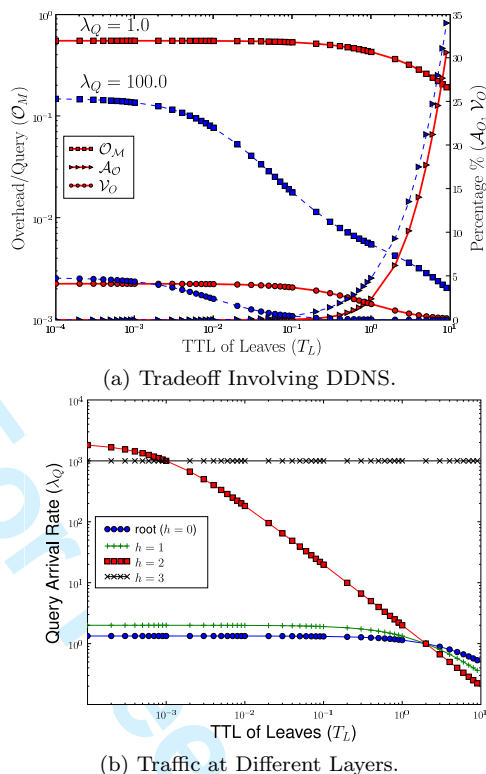 λ_Q = 1.0
λ_Q = 100.0
Overhead/Query (O_M)
Percentage % (A_O, V_O)
O_M
A_O
V_O
10^0
10^-1
10^-2
10^-3
35
30
25
20
15
10
5
0
10^-4 10^-3 10^-2 10^-1 10^0 10^1
TTL of Leaves (T_L)
(a) Tradeoff Involving DDNS.
Query Arrival Rate (λ_Q)
10^4
10^3
10^2
10^1
10^0
root (h=0)
h = 1
h = 2
h = 3
10^-3 10^-2 10^-1 10^0 10^1
TTL of Leaves (T_L)
(b) Traffic at Different Layers.